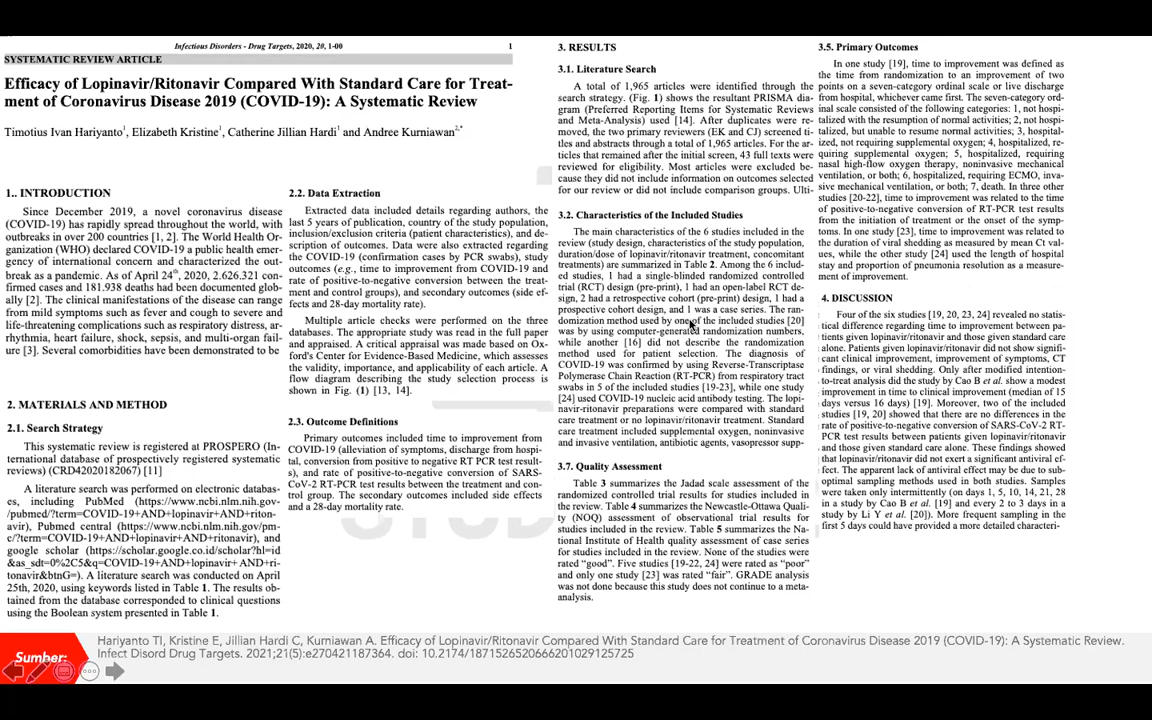 Infectious Disorders - Drug Targets, 2020, 20, 1-00
1
SYSTEMATIC REVIEW ARTICLE
Efficacy of Lopinavir/Ritonavir Compared With Standard Care for Treat-
ment of Coronavirus Disease 2019 (COVID-19): A Systematic Review
Timotius Ivan Hariyanto1, Elizabeth Kristine1, Catherine Jillian Hardi1 and Andree Kurniawan2,*
1.. INTRODUCTION
Since December 2019, a novel coronavirus disease
(COVID-19) has rapidly spread throughout the world, with
outbreaks in over 200 countries [1, 2]. The World Health Or-
ganization (WHO) declared COVID-19 a public health emer-
gency of international concern and characterized the out-
break as a pandemic. As of April 24th, 2020, 2.626.321 con-
firmed cases and 181.938 deaths had been documented glob-
ally [2]. The clinical manifestations of the disease can range
from mild symptoms such as fever and cough to severe and
life-threatening complications such as respiratory distress, ar-
rhythmia, heart failure, shock, sepsis, and multi-organ fail-
ure [3]. Several comorbidities have been demonstrated to be
2. MATERIALS AND METHOD
2.1. Search Strategy
This systematic review is registered at PROSPERO (In-
ternational database of prospectively registered systematic
reviews) (CRD42020182067) [11]
A literature search was performed on electronic databas-
es, including PubMed (https://www.ncbi.nlm.nih.gov-
/pubmed/?term=COVID-19+AND+lopinavir+AND+riton-
avir), Pubmed central (https://www.ncbi.nlm.nih.gov/pm-
c/?term=COVID-19+AND+lopinavir+AND+ritonavir), and
google scholar (https://scholar.google.co.id/scholar?hl=id
&as_sdt=0%2C5&q=COVID-19+AND+lopinavir+ AND+ri-
tonavir&btnG=). A literature search was conducted on April
25th, 2020, using keywords listed in Table 1. The results ob-
tained from the database corresponded to clinical questions
using the Boolean system presented in Table 1.
2.2. Data Extraction
Extracted data included details regarding authors, the
last 5 years of publication, country of the study population,
inclusion/exclusion criteria (patient characteristics), and de-
scription of outcomes. Data were also extracted regarding
the COVID-19 (confirmation cases by PCR swabs), study
outcomes (e.g., time to improvement from COVID-19 and
rate of positive-to-negative conversion between the treat-
ment and control groups), and secondary outcomes (side ef-
fects and 28-day mortality rate).
Multiple article checks were performed on the three
databases. The appropriate study was read in the full paper
and appraised. A critical appraisal was made based on Ox-
ford's Center for Evidence-Based Medicine, which assesses
the validity, importance, and applicability of each article. A
flow diagram describing the study selection process is
shown in Fig. (1) [13, 14].
2.3. Outcome Definitions
Primary outcomes included time to improvement from
COVID-19 (alleviation of symptoms, discharge from hospi-
tal, conversion from positive to negative RT PCR test result-
s), and rate of positive-to-negative conversion of SARS-
CoV-2 RT-PCR test results between the treatment and con-
trol group. The secondary outcomes included side effects
and a 28-day mortality rate.
3. RESULTS
3.1. Literature Search
A total of 1,965 articles were identified through the
search strategy. (Fig. 1) shows the resultant PRISMA dia-
gram (Preferred Reporting Items for Systematic Reviews
and Meta-Analysis) used [14]. After duplicates were re-
moved, the two primary reviewers (EK and CJ) screened ti-
tles and abstracts through a total of 1,965 articles. For the ar-
ticles that remained after the initial screen, 43 full texts were
reviewed for eligibility. Most articles were excluded be-
cause they did not include information on outcomes selected
for our review or did not include comparison groups. Ulti-
3.2. Characteristics of the Included Studies
The main characteristics of the 6 studies included in the
review (study design, characteristics of the study population,
duration/dose of lopinavir/ritonavir treatment, concomitant
treatments) are summarized in Table 2. Among the 6 includ-
ed studies, 1 had a single-blinded randomized controlled
trial (RCT) design (pre-print), 1 had an open-label RCT de-
sign, 2 had a retrospective cohort (pre-print) design, 1 had a
prospective cohort design, and 1 was a case series. The ran-
domization method used by one of the included studies [20]
was by using computer-generated randomization numbers,
while another [16] did not describe the randomization
method used for patient selection. The diagnosis of
COVID-19 was confirmed by using Reverse-Transcriptase
Polymerase Chain Reaction (RT-PCR) from respiratory tract
swabs in 5 of the included studies [19-23], while one study
[24] used COVID-19 nucleic acid antibody testing. The lopi-
navir-ritonavir preparations were compared with standard
care treatment or no lopinavir/ritonavir treatment. Standard
care treatment included supplemental oxygen, noninvasive
and invasive ventilation, antibiotic agents, vasopressor supp-
3.7. Quality Assessment
Table 3 summarizes the Jadad scale assessment of the
randomized controlled trial results for studies included in
the review. Table 4 summarizes the Newcastle-Ottawa Quali-
ty (NOQ) assessment of observational trial results for
studies included in the review. Table 5 summarizes the Na-
tional Institute of Health quality assessment of case series
for studies included in the review. None of the studies were
rated “good”. Five studies [19-22, 24] were rated as “poor”
and only one study [23] was rated “fair”. GRADE analysis
was not done because this study does not continue to a meta-
analysis.
3.5. Primary Outcomes
In one study [19], time to improvement was defined as
the time from randomization to an improvement of two
points on a seven-category ordinal scale or live discharge
from hospital, whichever came first. The seven-category ord-
inal scale consisted of the following categories: 1, not hospi-
talized with the resumption of normal activities; 2, not hospi-
talized, but unable to resume normal activities; 3, hospital-
ized, not requiring supplemental oxygen; 4, hospitalized, re-
quiring supplemental oxygen; 5, hospitalized, requiring
nasal high-flow oxygen therapy, noninvasive mechanical
ventilation, or both; 6, hospitalized, requiring ECMO, inva-
sive mechanical ventilation, or both; 7, death. In three other
studies [20-22], time to improvement was related to the time
of positive-to-negative conversion of RT-PCR test results
from the initiation of treatment or the onset of the symp-
toms. In one study [23], time to improvement was related to
the duration of viral shedding as measured by mean Ct val-
ues, while the other study [24] used the length of hospital
stay and proportion of pneumonia resolution as a measure-
ment of improvement.
4. DISCUSSION
Four of the six studies [19, 20, 23, 24] revealed no statis-
tical difference regarding time to improvement between pa-
tients given lopinavir/ritonavir and those given standard care
alone. Patients given lopinavir/ritonavir did not show signifi-
cant clinical improvement, improvement of symptoms, CT
findings, or viral shedding. Only after modified intention-
to-treat analysis did the study by Cao B et al. show a modest
improvement in time to clinical improvement (median of 15
days versus 16 days) [19]. Moreover, two of the included
studies [19, 20] showed that there are no differences in the
rate of positive-to-negative conversion of SARS-CoV-2 RT-
PCR test results between patients given lopinavir/ritonavir
and those given standard care alone. These findings showed
that lopinavir/ritonavir did not exert a significant antiviral ef-
fect. The apparent lack of antiviral effect may be due to sub-
optimal sampling methods used in both studies. Samples
were taken only intermittently (on days 1, 5, 10, 14, 21, 28
in a study by Cao B et al. [19] and every 2 to 3 days in a
study by Li Y et al. [20]). More frequent sampling in the
first 5 days could have provided a more detailed characteri-
Sumber:
Hariyanto TI, Kristine E, Jillian Hardi C, Kurniawan A. Efficacy of Lopinavir/Ritonavir Compared With Standard Care for Treatment of Coronavirus Disease 2019 (COVID-19): A Systematic Review.
Infect Disord Drug Targets. 2021;21(5):e270421187364. doi: 10.2174/1871526520666201029125725